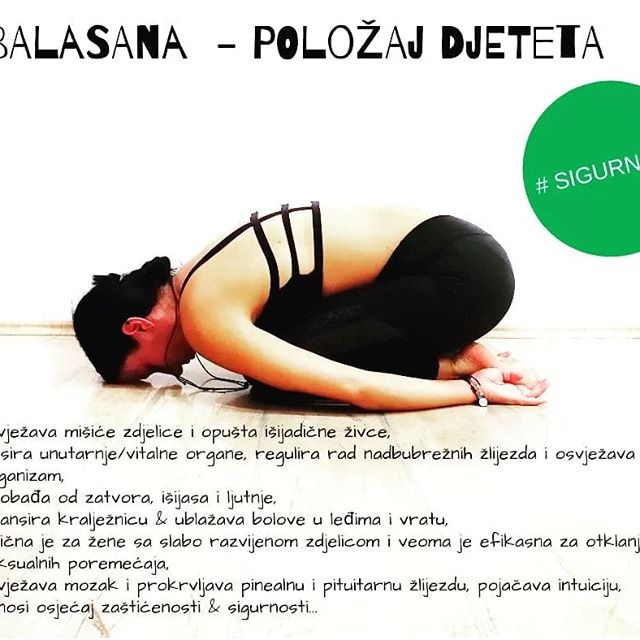 BALASANA - POLOŽAJ DJETETA
# SIGURN
vježava mišiće zdjelice i opušta išijadične živce,
sira unutarnje/vitalne organe, regulira rad nadbubrežnih žlijezda i osvježava
ganizam,
obađa od zatvora, išijasa i ljutnje,
ansira kralježnicu & ublažava bolove u leđima i vratu,
ična je za žene sa slabo razvijenom zdjelicom i veoma je efikasna za otklanj
ksualnih poremećaja,
vježava mozak i prokrvljava pinealnu i pituitarnu žlijezdu, pojačava intuiciju,
nosi osjećaj zaštićenosti & sigurnosti...